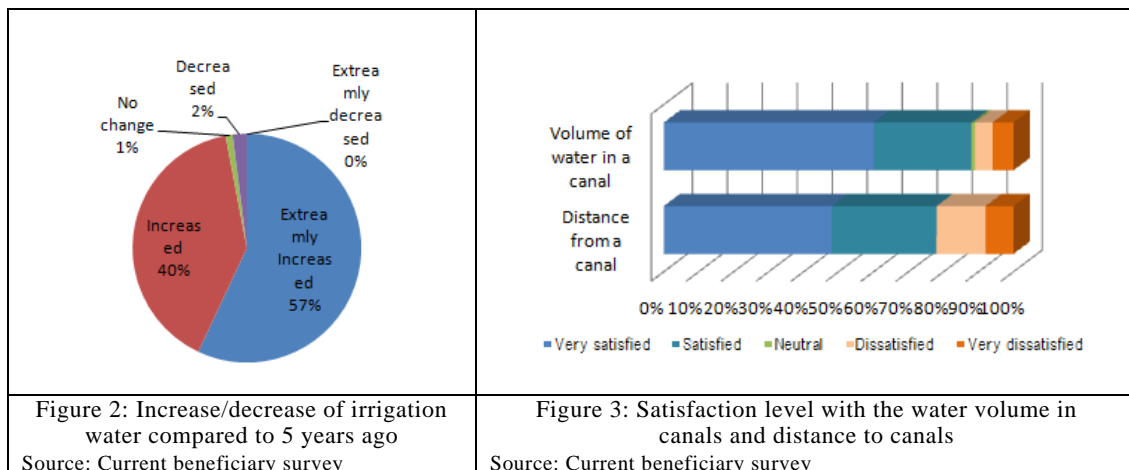 Decrea
sed
2%
Extrea
mly
decrea
sed
0%
No
change
1%
Increas
ed
40%
Extrea
mly
Increas
ed
57%
Volume of
water in a
canal
Distance
from a
canal
0% 10%20%30%40%50%60%70%80%90%100%
Very satisfied Satisfied Neutral Dissatisfied Very dissatisfied
Figure 2: Increase/decrease of irrigation
water compared to 5 years ago
Source: Current beneficiary survey
Figure 3: Satisfaction level with the water volume in
canals and distance to canals
Source: Current beneficiary survey